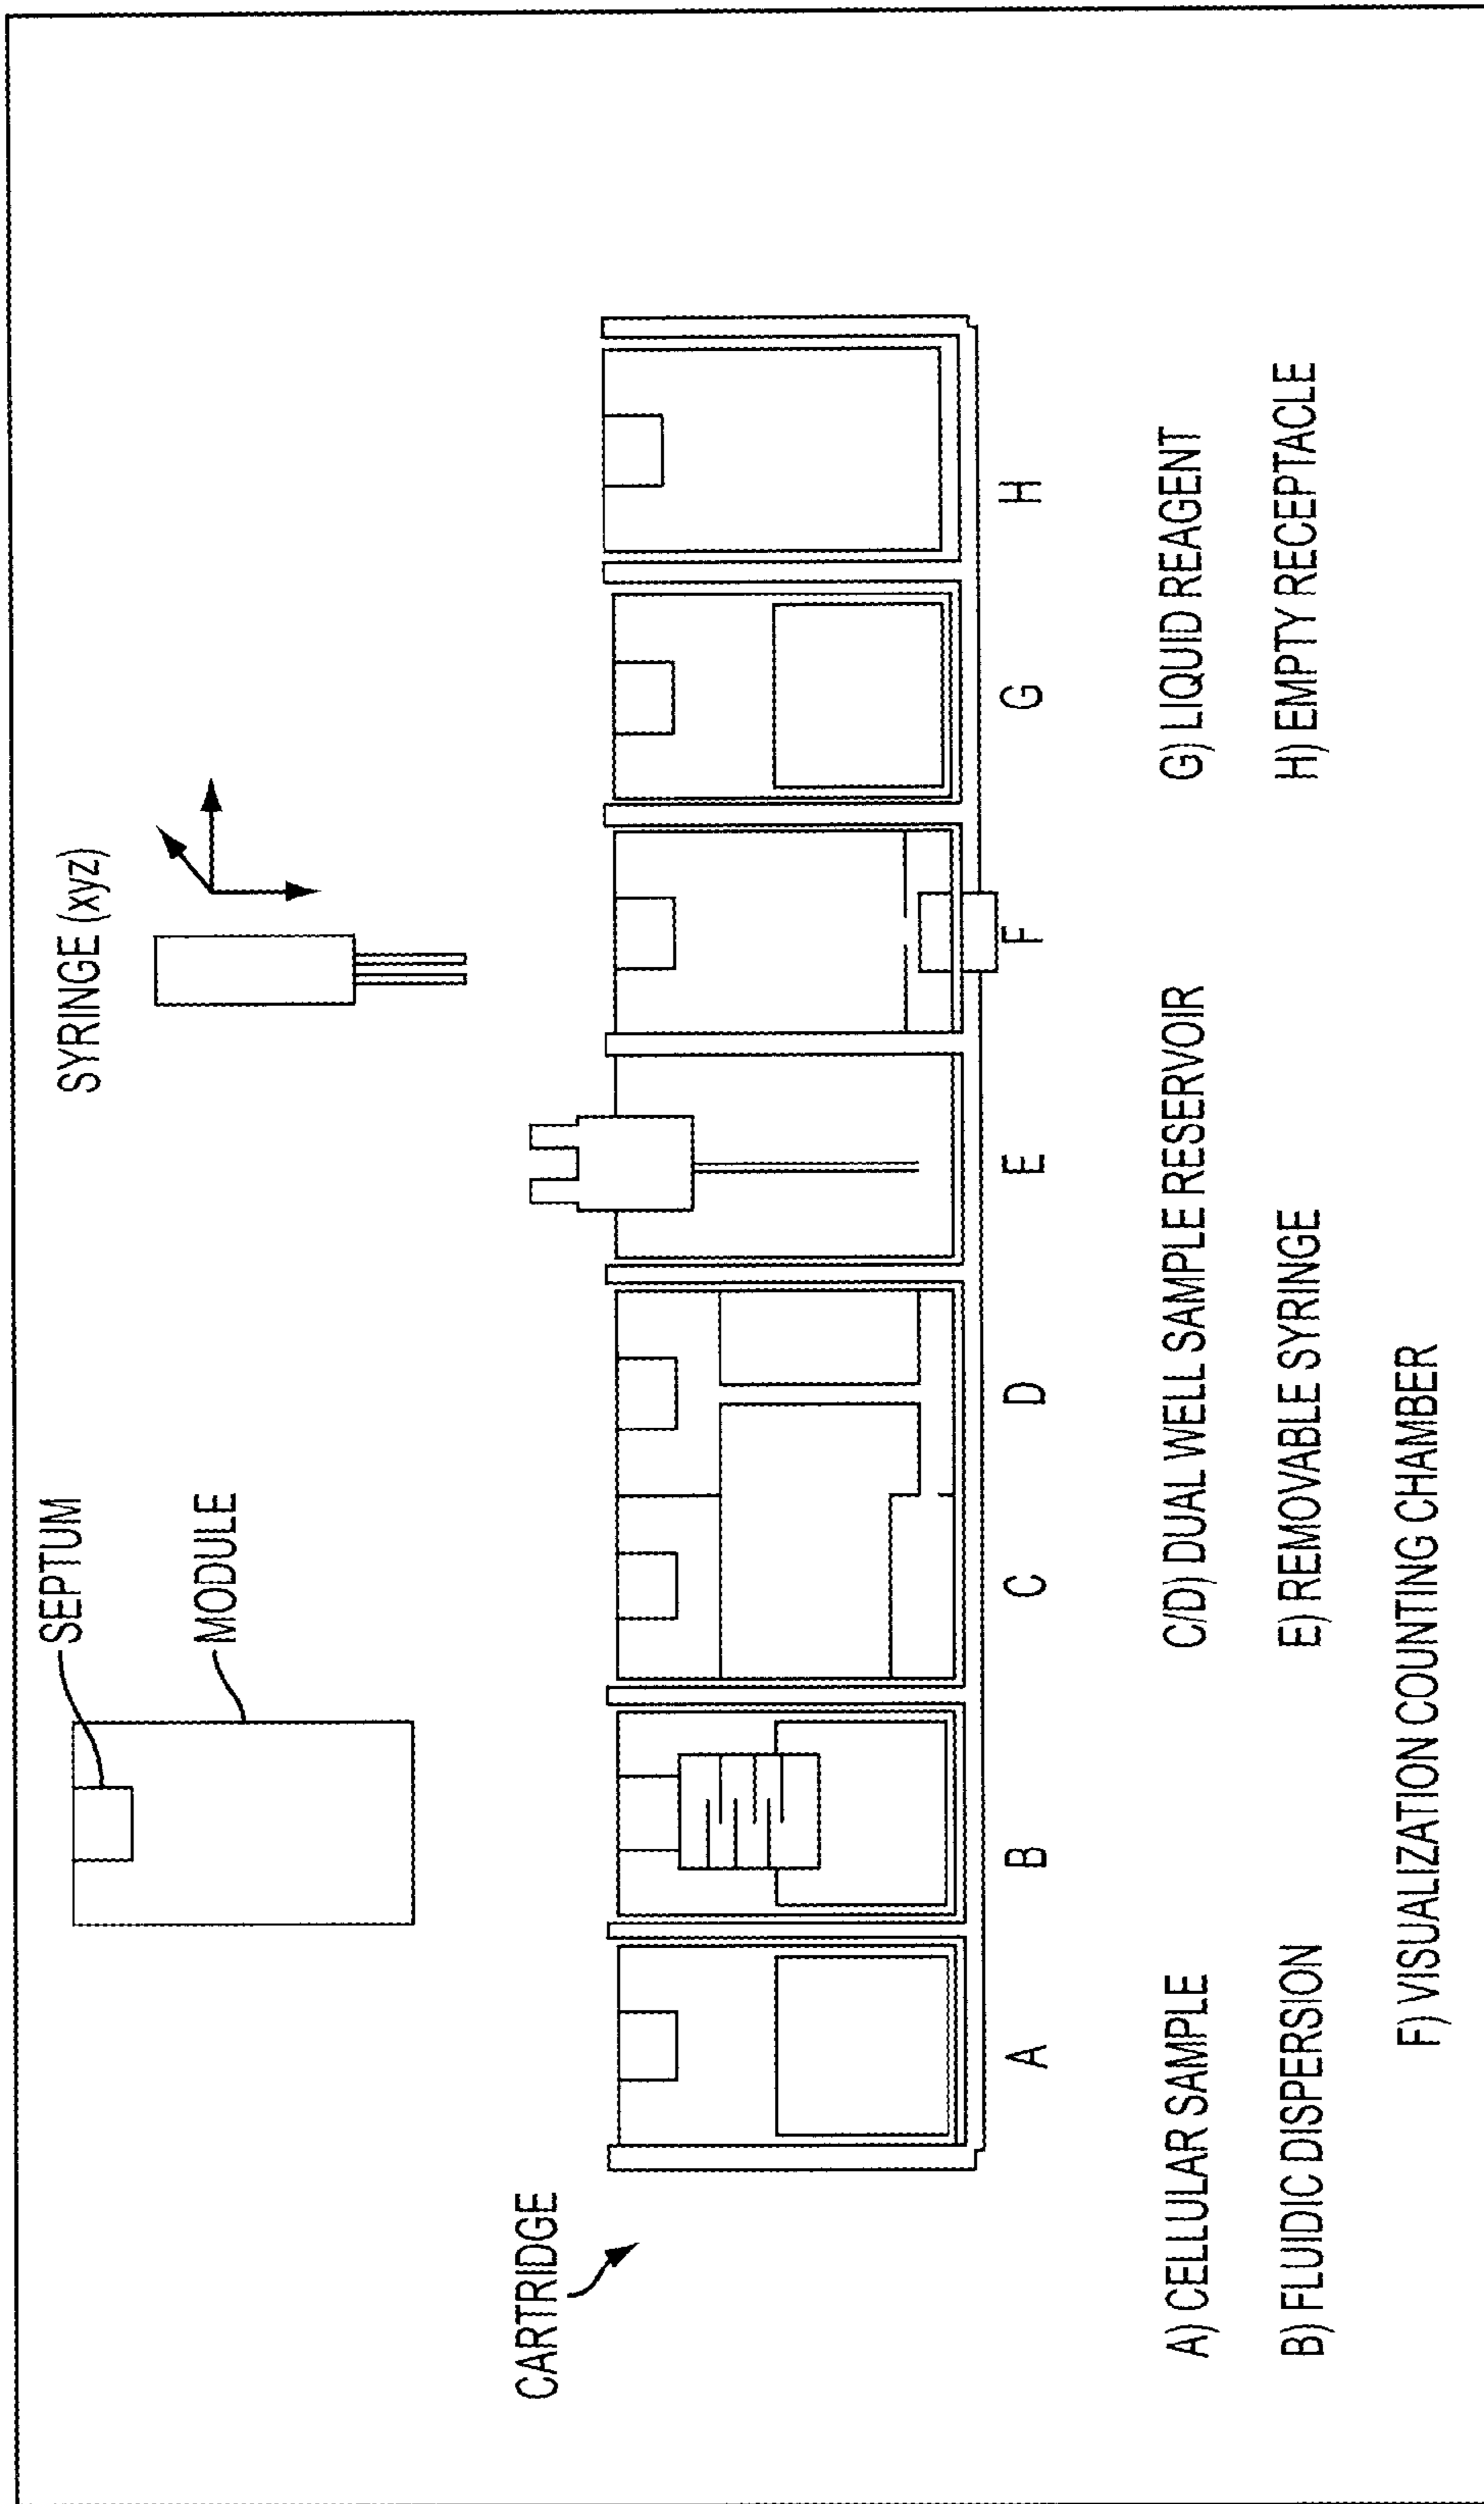 SEPTUM
MODULE
SYRINGE (xyz)
CARTRIDGE
A B C D E F G H
A) CELLULAR SAMPLE
C/D) DUAL WELL SAMPLE RESERVOIR
G) LIQUID REAGENT
B) FLUIDIC DISPERSION
E) REMOVABLE SYRINGE
H) EMPTY RECEPTACLE
F) VISUALIZATION COUNTING CHAMBER